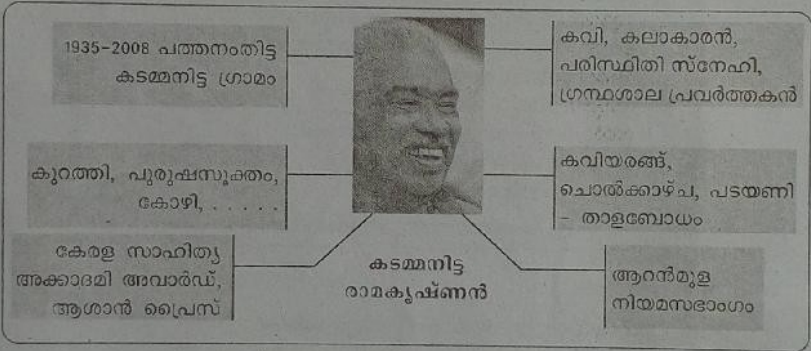 1935-2008 പത്തനംതിട്ട
കടമ്മനിട്ട ഗ്രാമം
കവി, കലാകാരൻ,
പരിസ്ഥിതി സ്നേഹി,
ഗ്രന്ഥശാല പ്രവർത്തകൻ
കുറത്തി, പുരുഷസൂക്തം,
കോഴി, . . . . .
കവിയരങ്ങ്,
ചൊൽക്കാഴ്ച, പടയണി
- താളബോധം
കേരള സാഹിത്യ
അക്കാദമി അവാർഡ്,
ആശാൻ പ്രൈസ്
കടമ്മനിട്ട
രാമകൃഷ്ണൻ
ആറൻമുള
നിയമസഭാംഗം